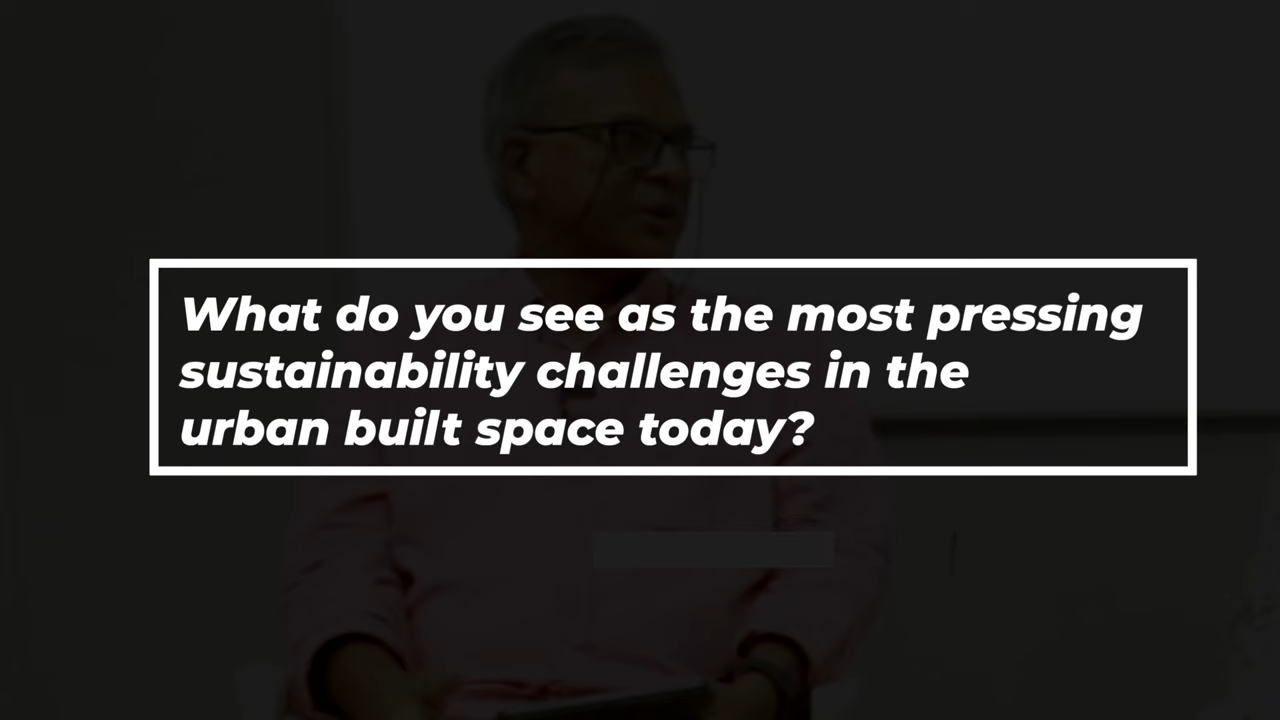 What do you see as the most pressing
sustainability challenges in the
urban built space today?